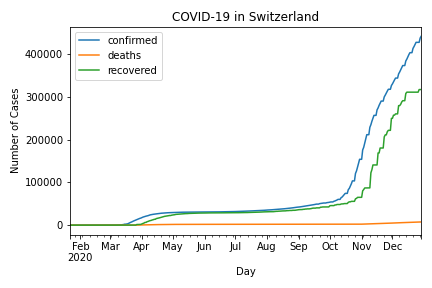 COVID-19 in Switzerland
confirmed
deaths
recovered
Number of Cases
400000
300000
200000
100000
0
Feb Mar Apr May Jun Jul Aug Sep Oct Nov Dec
2020
Day